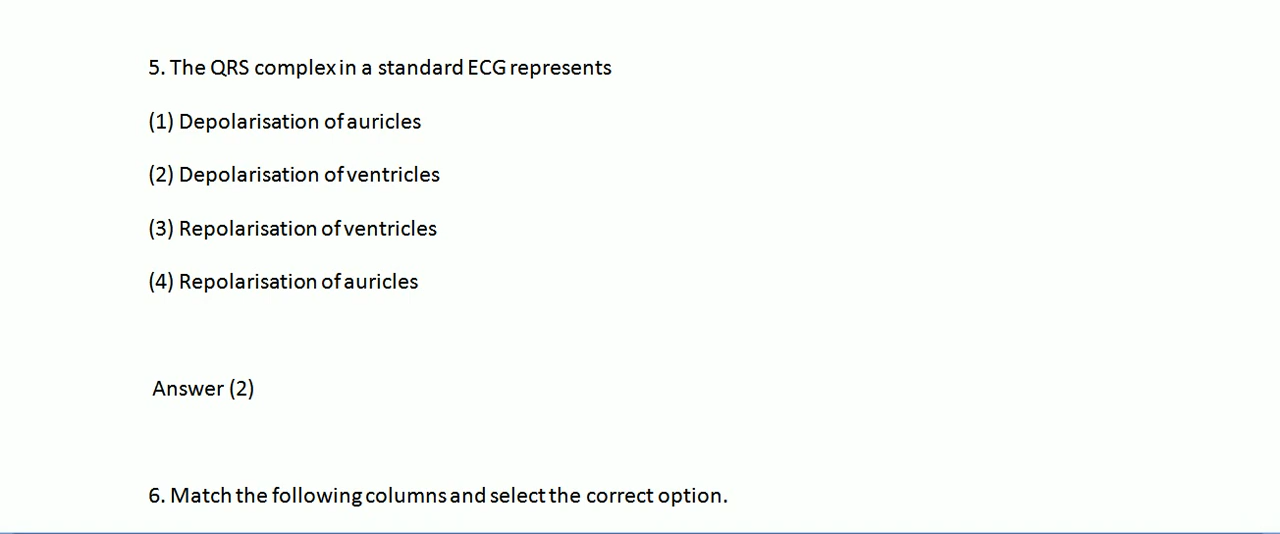 5. The QRS complex in a standard ECG represents
(1) Depolarisation of auricles
(2) Depolarisation of ventricles
(3) Repolarisation of ventricles
(4) Repolarisation of auricles
Answer (2)
6. Match the following columns and select the correct option.